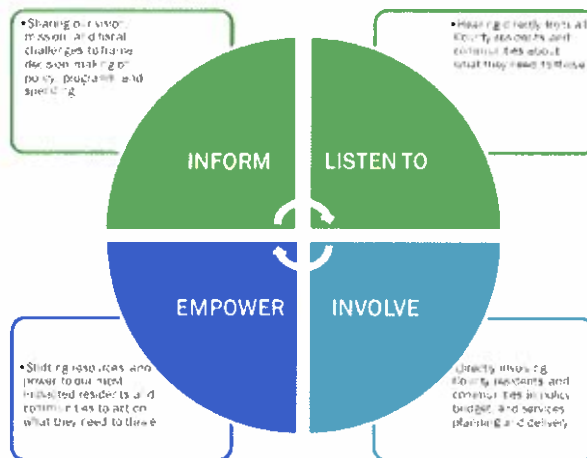 • Sharing our vision,
mission, and fiscal
challenges to frame
decision making of
policy, programs, and
spending
• Hearing directly from all
County residents and
communities about
what they need to thrive
INFORM
LISTEN TO
EMPOWER
INVOLVE
• Shifting resources and
power to our most
impacted residents and
communities to act on
what they need to thrive
Directly involving
County residents and
communities in policy
budget, and services
planning and delivery